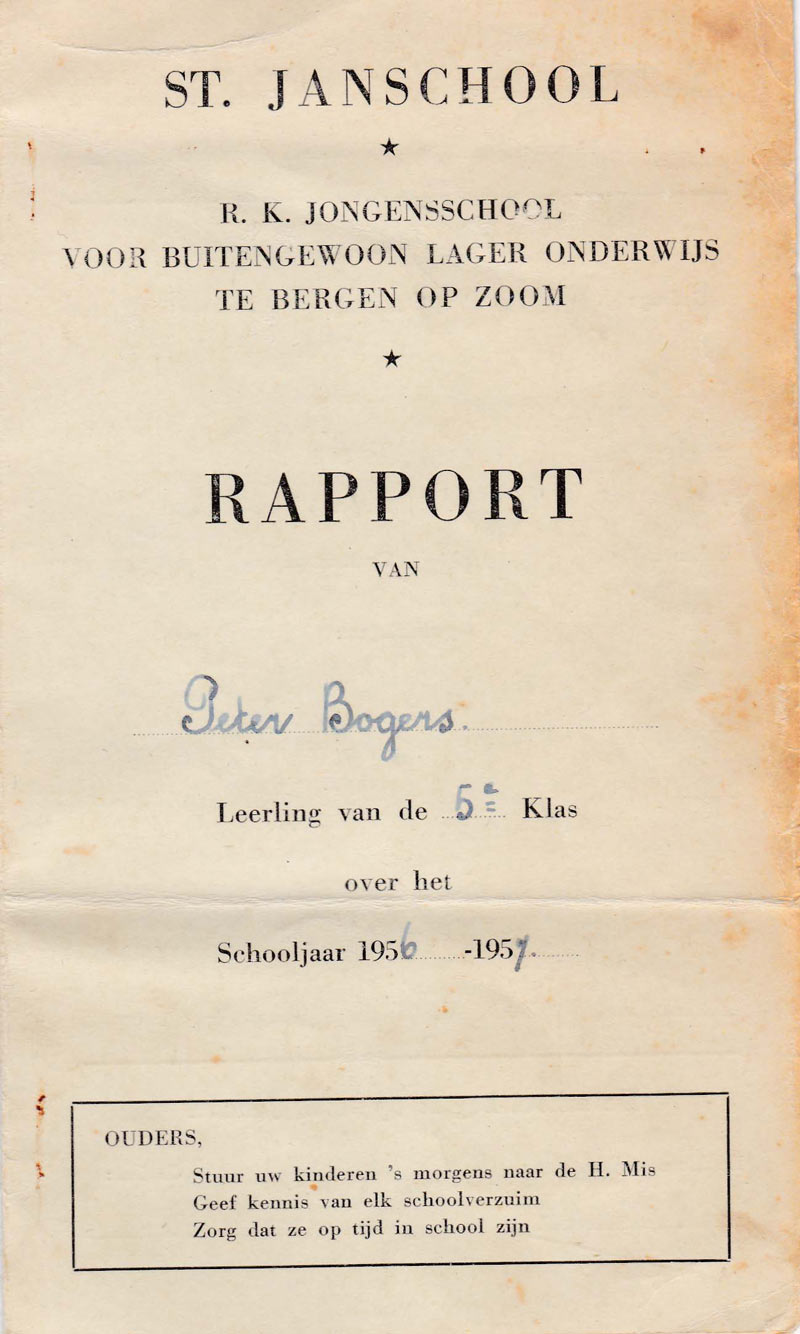 ST. JANSCHOOL
R. K. JONGENSSCHOOL
VOOR BUITENGEWOON LAGER ONDERWIJS
TE BERGEN OP ZOOM
RAPPORT
VAN
Peter Bogers.
Leerling van de 5e Klas
over het
Schooljaar 1956 -1957.
OUDERS,
Stuur uw kinderen 's morgens naar de H. Mis
Geef kennis van elk schoolverzuim
Zorg dat ze op tijd in school zijn